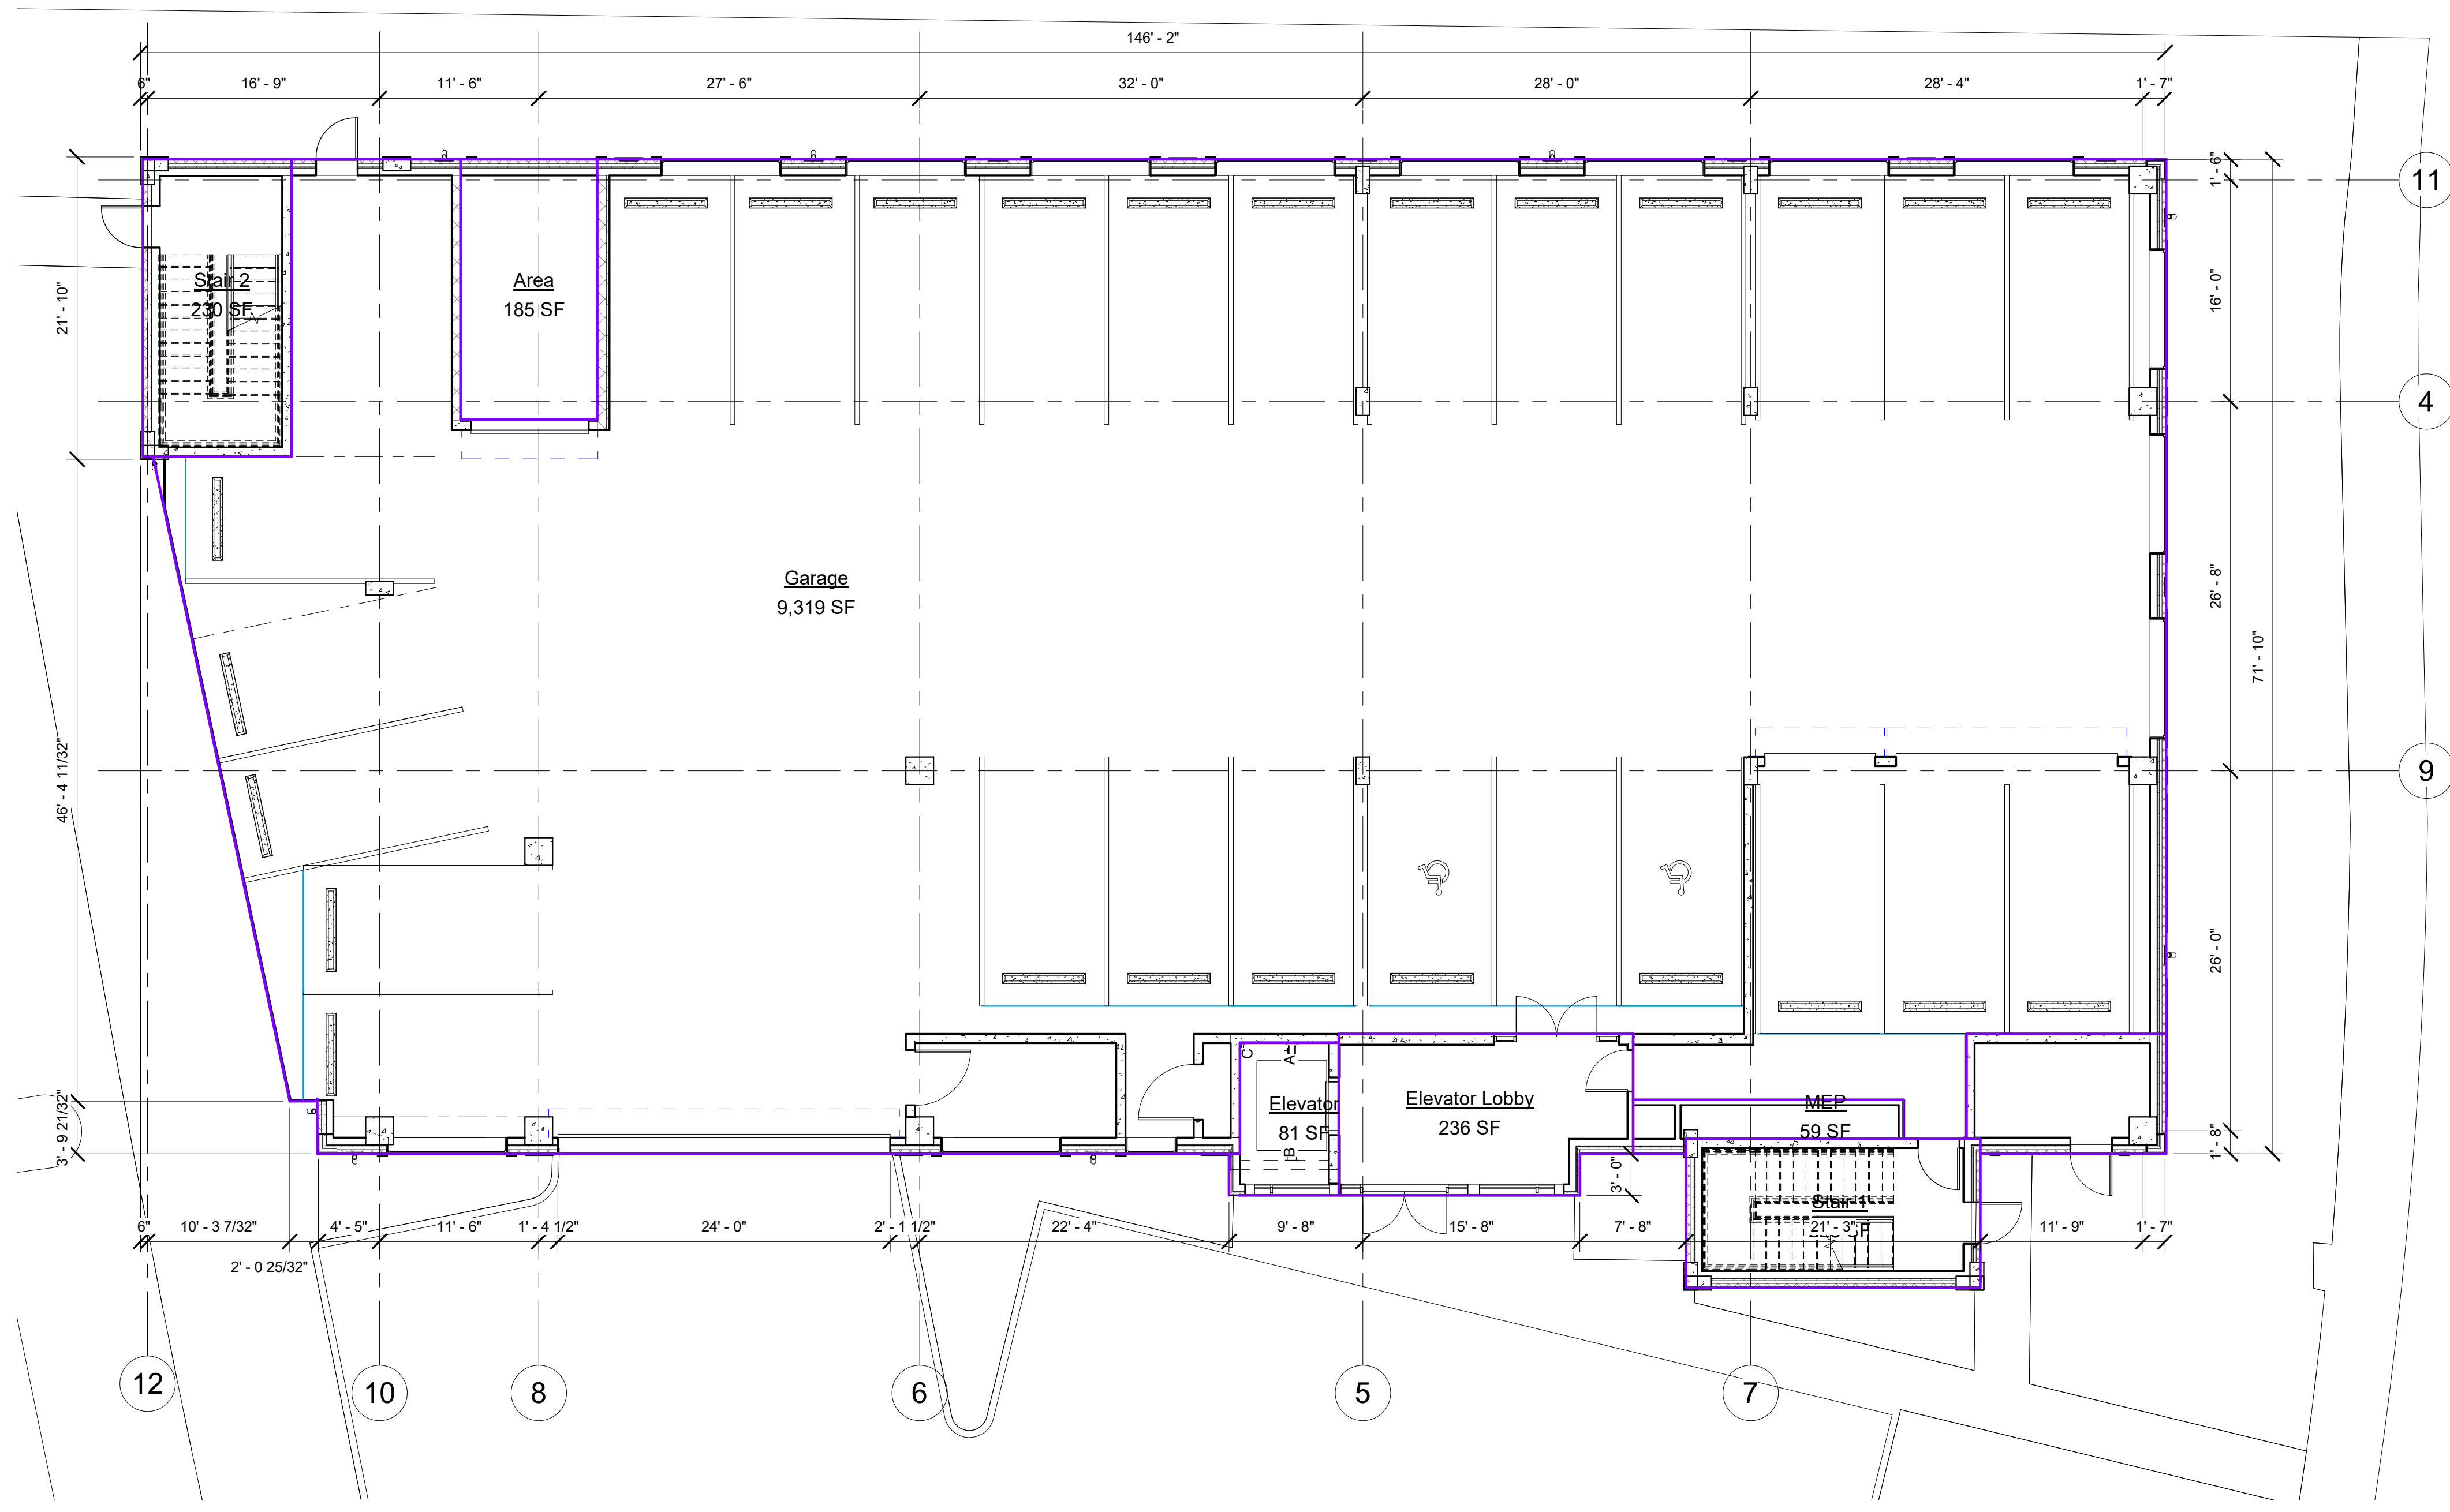 146' - 2"
6" 16' - 9" 11' - 6" 27' - 6" 32' - 0" 28' - 0" 28' - 4" 1' - 7"
1' - 6"
11
Stair 2
230 SF
Area
185 SF
21' - 10"
16' - 0"
4
Garage
9,319 SF
26' - 8"
71' - 10"
46' - 4 11/32"
9
26' - 0"
C A
Elevator
81 SF
B
Elevator Lobby
236 SF
MEP
59 SF
3' - 9 21/32"
1' - 8"
3' - 0"
Stair 1
SF
6" 10' - 3 7/32" 4' - 5" 11' - 6" 1' - 4 1/2" 24' - 0" 2' - 1 1/2" 22' - 4" 9' - 8" 15' - 8" 7' - 8" 21' - 3" 11' - 9" 1' - 7"
2' - 0 25/32"
12 10 8 6 5 7